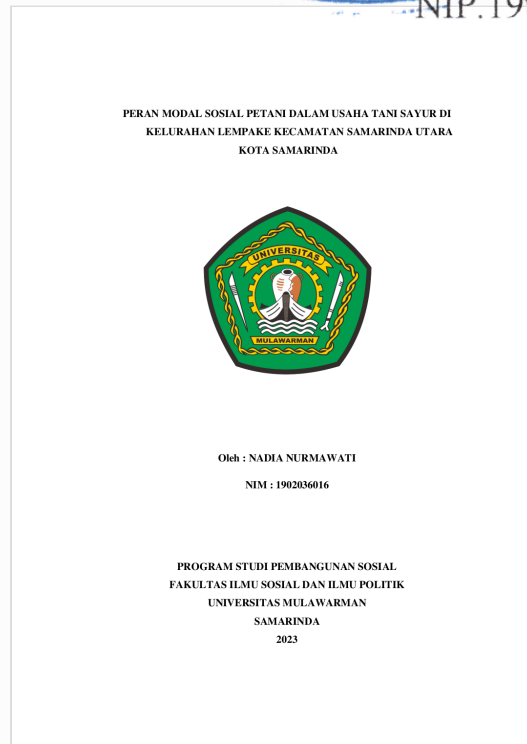 NIP.19
PERAN MODAL SOSIAL PETANI DALAM USAHA TANI SAYUR DI
KELURAHAN LEMPAKE KECAMATAN SAMARINDA UTARA
KOTA SAMARINDA
UNIVERSITAS
MULAWARMAN
Oleh : NADIA NURMAWATI
NIM : 1902036016
PROGRAM STUDI PEMBANGUNAN SOSIAL
FAKULTAS ILMU SOSIAL DAN ILMU POLITIK
UNIVERSITAS MULAWARMAN
SAMARINDA
2023